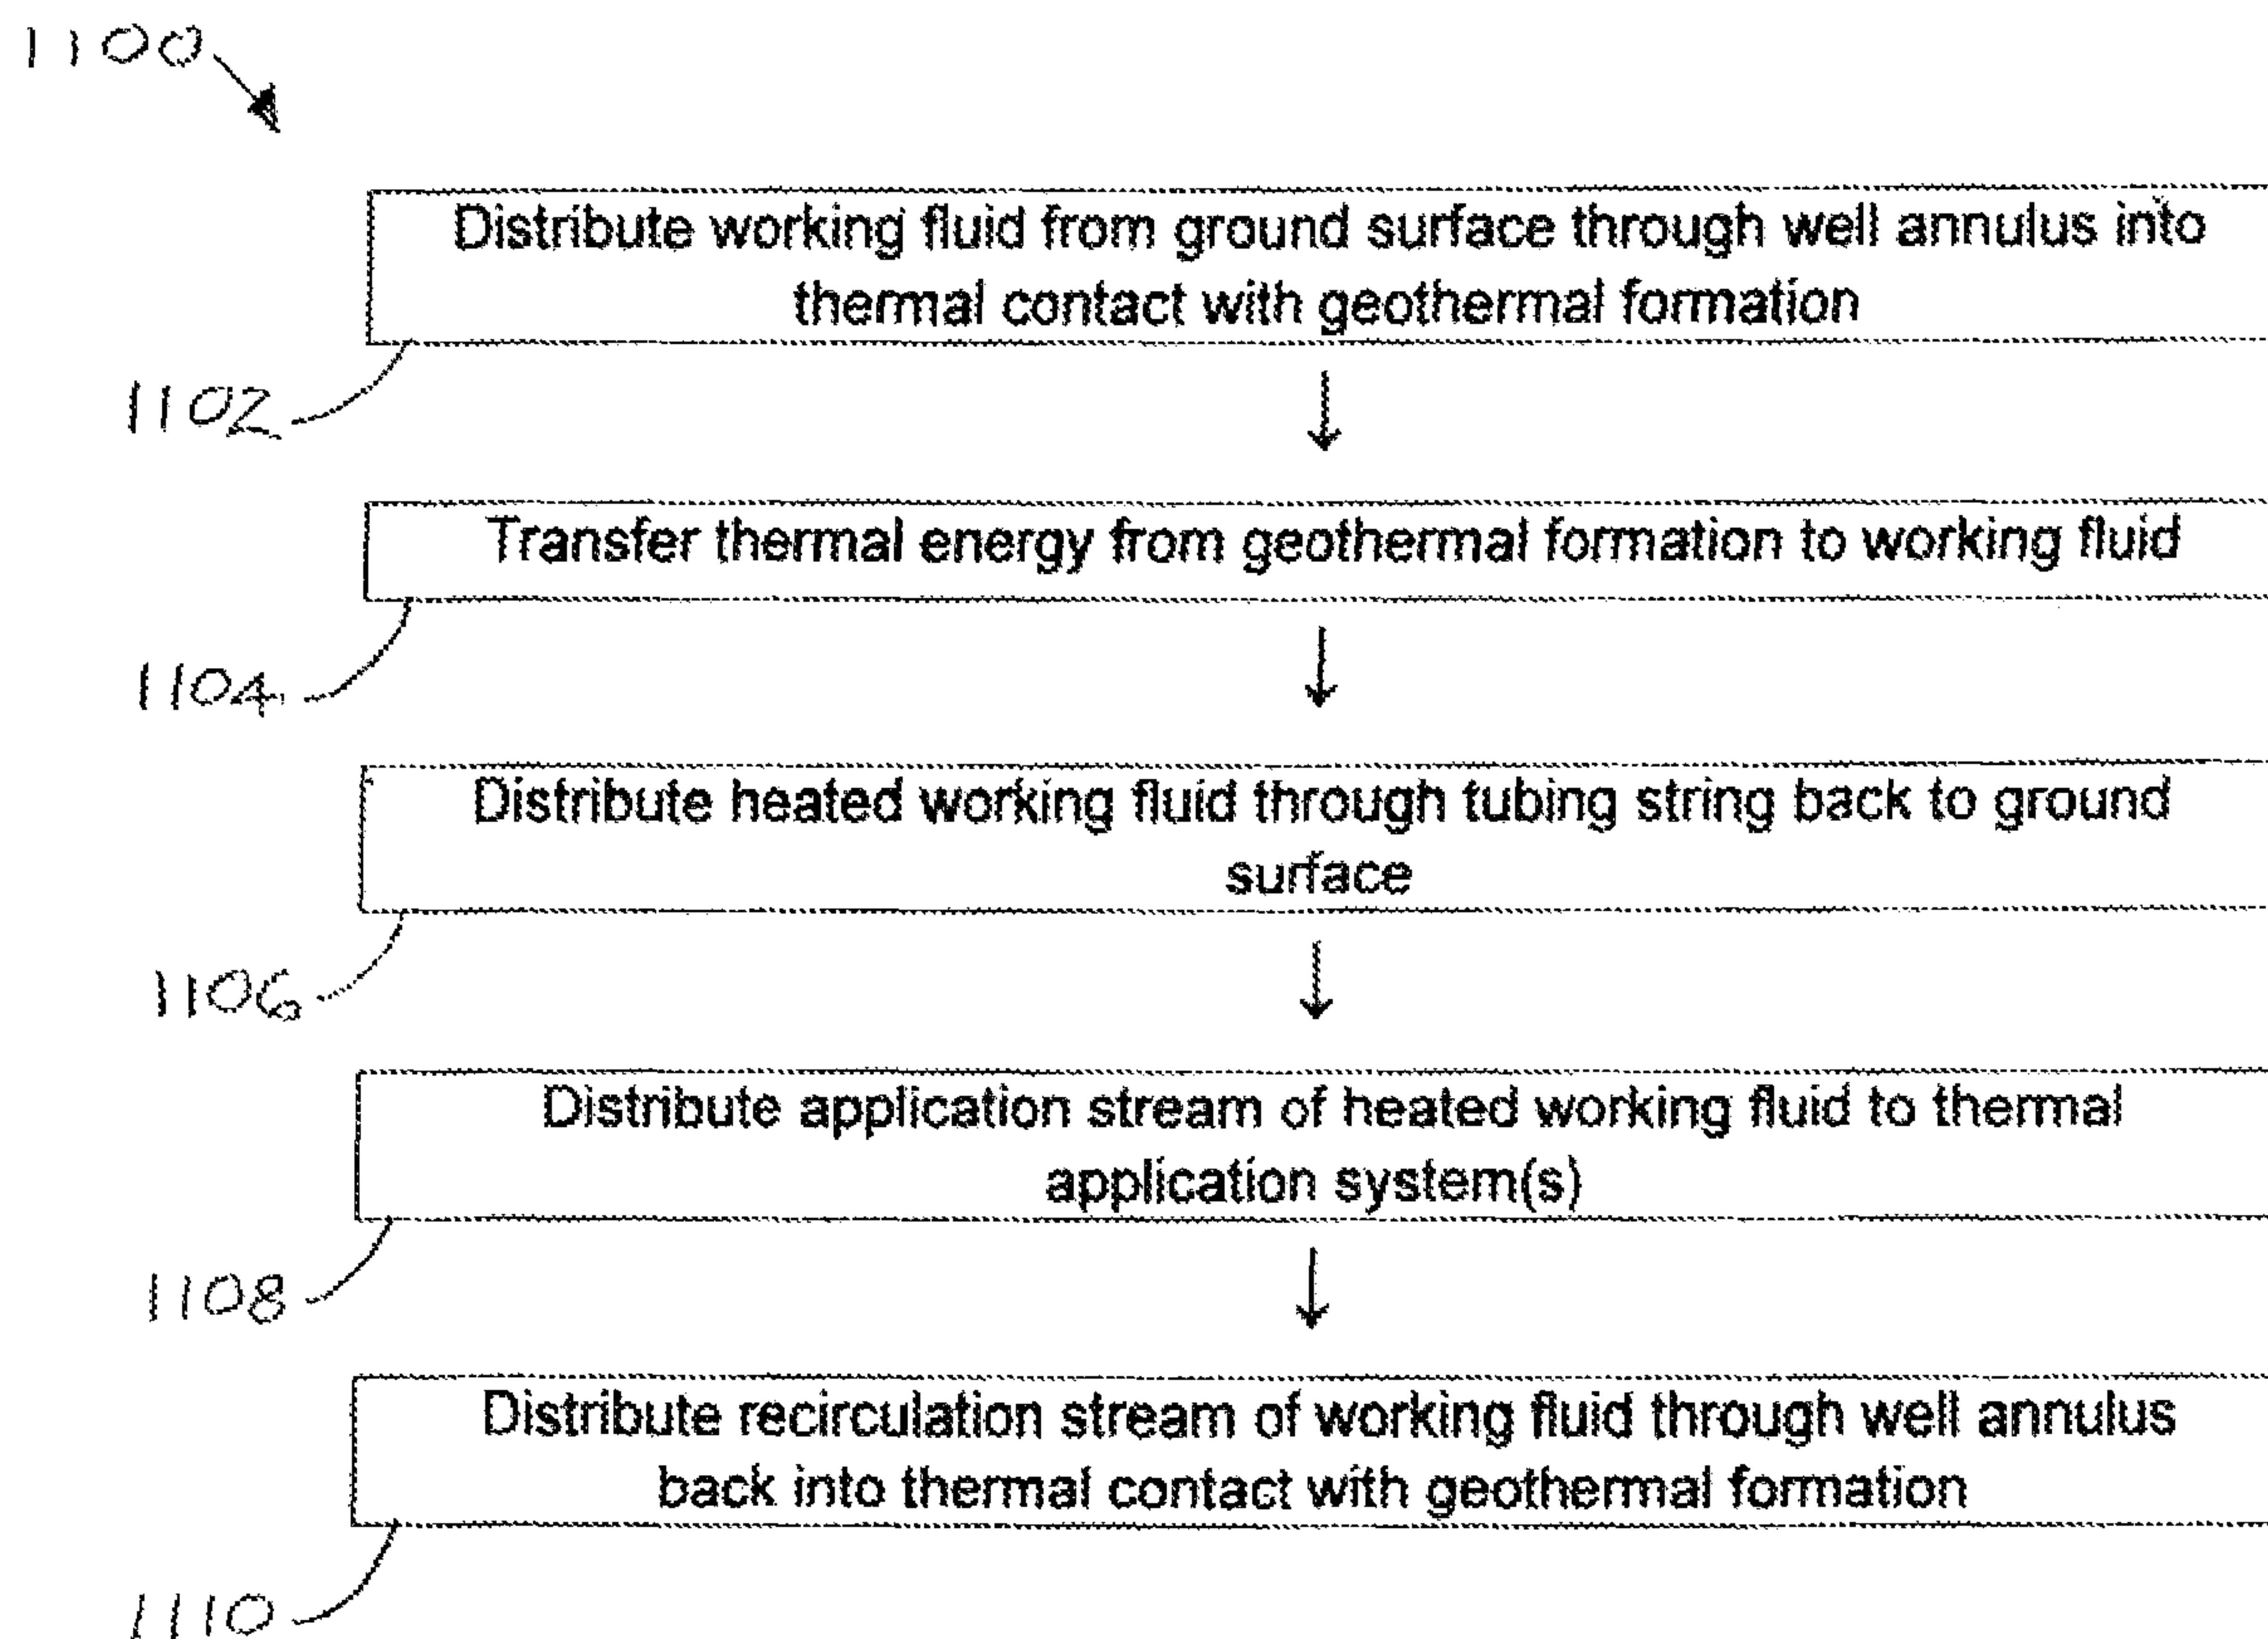 1100
Distribute working fluid from ground surface through well annulus into
thermal contact with geothermal formation
1102
Transfer thermal energy from geothermal formation to working fluid
1104
Distribute heated working fluid through tubing string back to ground
surface
1106
Distribute application stream of heated working fluid to thermal
application system(s)
1108
Distribute recirculation stream of working fluid through well annulus
back into thermal contact with geothermal formation
1110